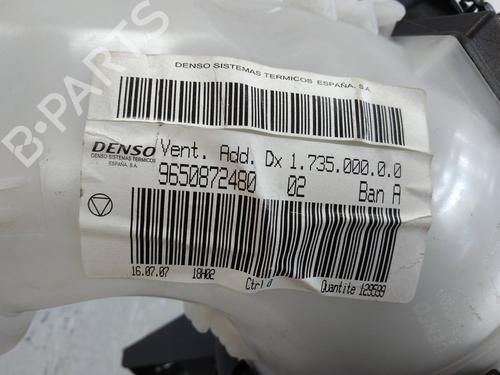 DENSO SISTEMAS TERMICOS ESPAÑA, S.A.
DENSO
DENSO SISTEMAS TERMICOS
ESPAÑA, S.A.
Vent. Add. Dx 1.735.000.0.0
9650872480 02 Ban A
16.07.07 18H02 Ctrl Q Quantite 129599
B-PARTS